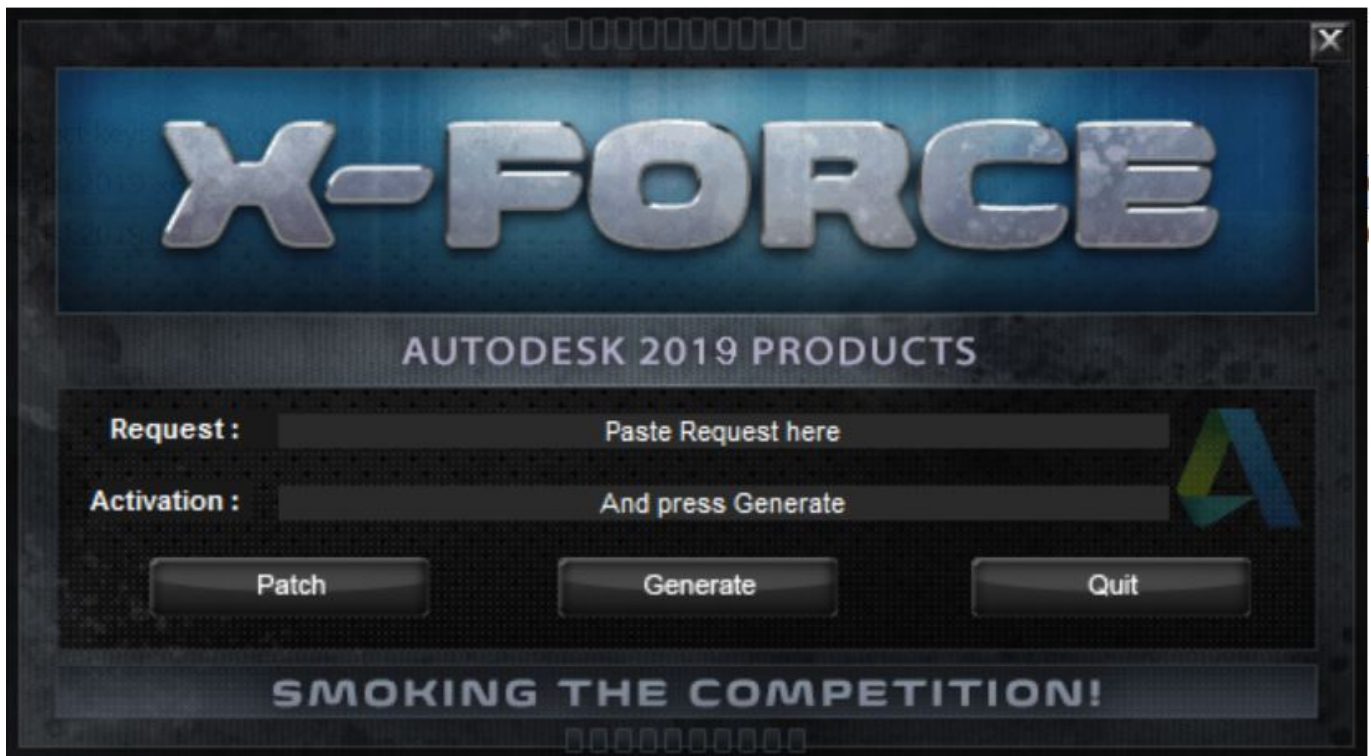 X
X-FORCE
AUTODESK 2019 PRODUCTS
Request :
Paste Request here
Activation :
And press Generate
Patch
Generate
Quit
SMOKING THE COMPETITION!